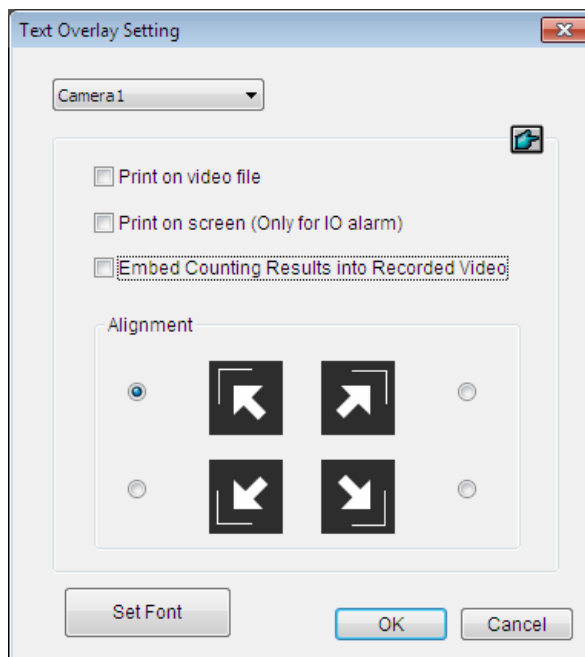 Text Overlay Setting
Camera1
Print on video file
Print on screen (Only for IO alarm)
Embed Counting Results into Recorded Video
Alignment
Set Font
OK
Cancel